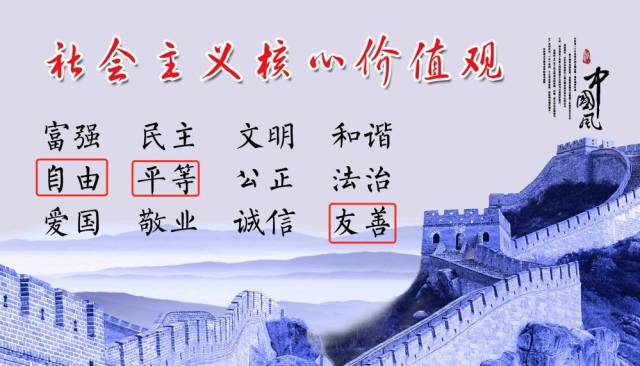 社会主义核心价值观
中國风
富强 民主 文明 和谐
自由 平等 公正 法治
爱国 敬业 诚信 友善